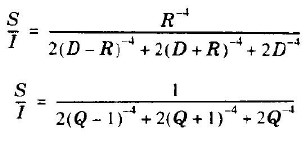 S/I = R^-4 / (2(D – R)^-4 + 2(D + R)^-4 + 2D^-4)
S/I = 1 / (2(Q – 1)^-4 + 2(Q + 1)^-4 + 2Q^-4)